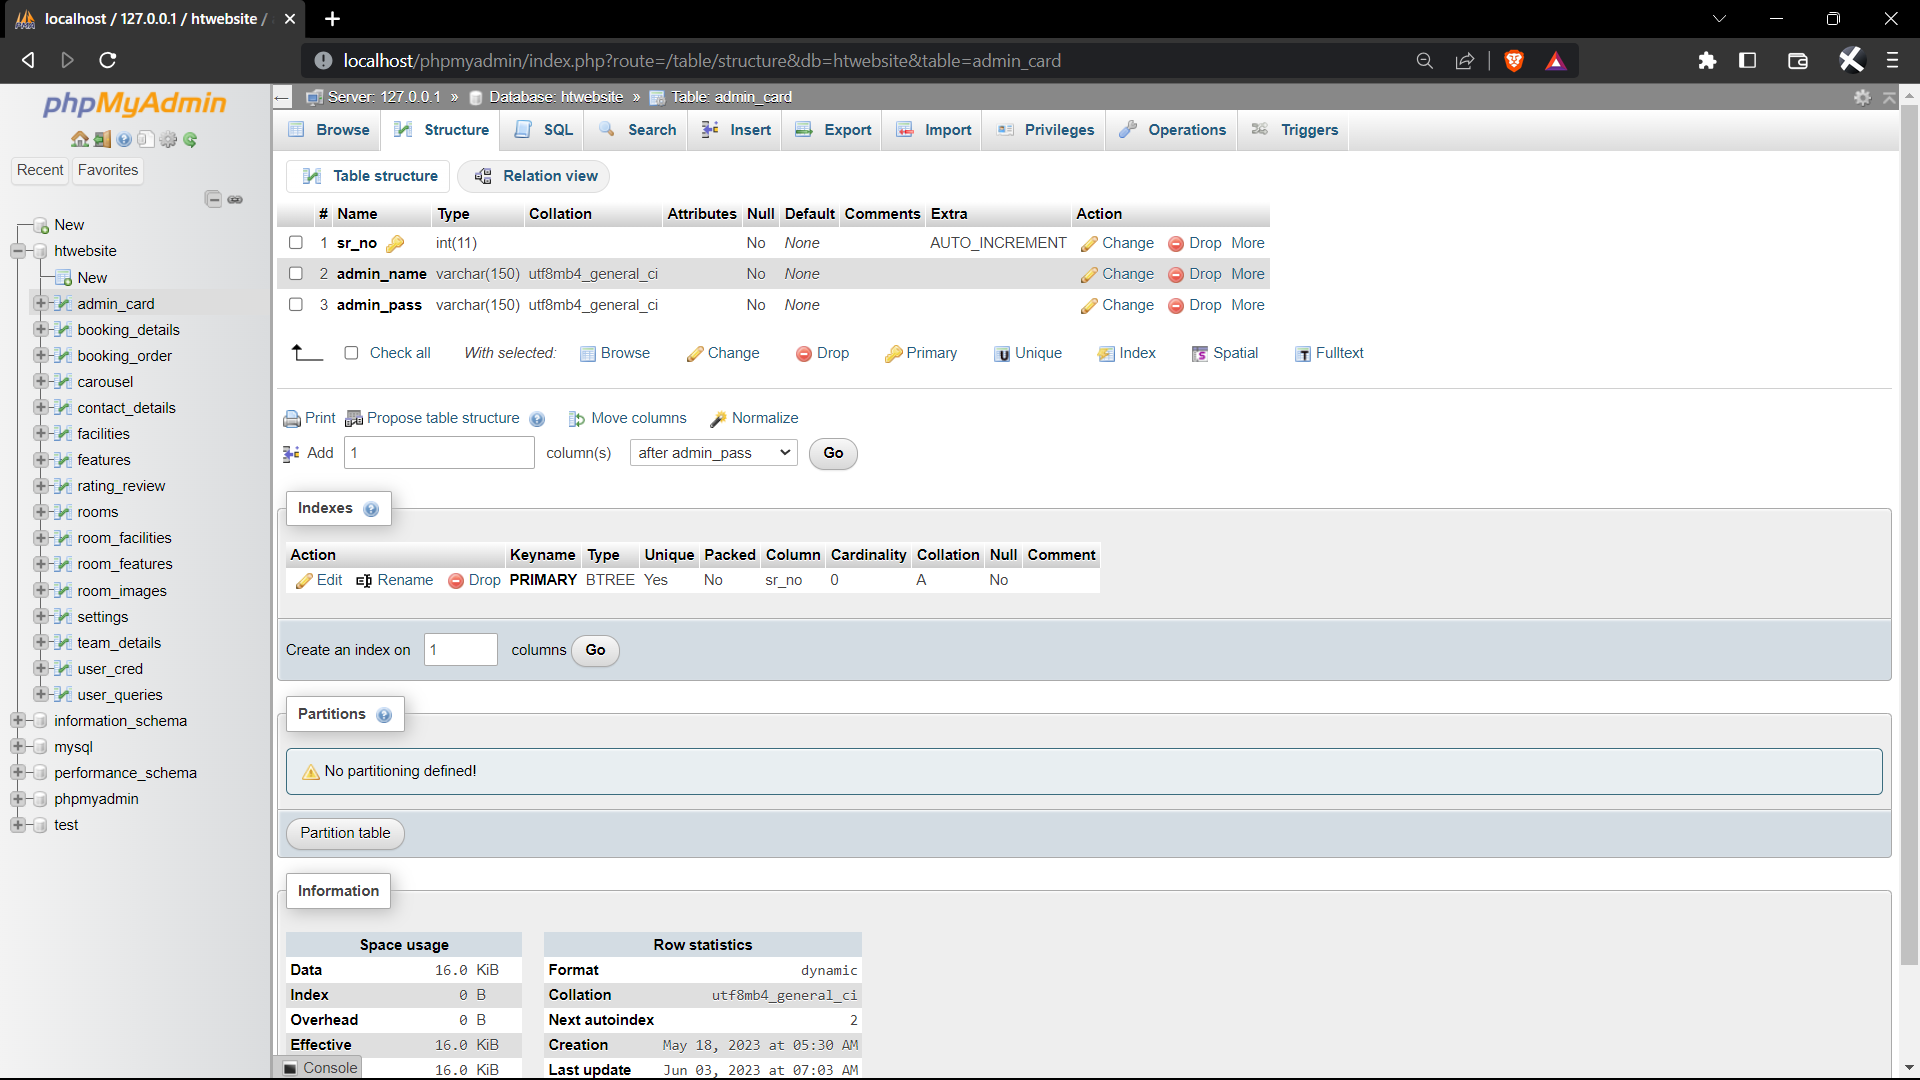 localhost / 127.0.0.1 / htwebsite /
localhost/phpmyadmin/index.php?route=/table/structure&db=htwebsite&table=admin_card
phpMyAdmin
Recent Favorites
New
htwebsite
New
admin_card
booking_details
booking_order
carousel
contact_details
facilities
features
rating_review
rooms
room_facilities
room_features
room_images
settings
team_details
user_cred
user_queries
information_schema
mysql
performance_schema
phpmyadmin
test
Server: 127.0.0.1 » Database: htwebsite » Table: admin_card
Browse Structure SQL Search Insert Export Import Privileges Operations Triggers
Table structure Relation view
# Name Type Collation Attributes Null Default Comments Extra Action
1 sr_no int(11) No None AUTO_INCREMENT Change Drop More
2 admin_name varchar(150) utf8mb4_general_ci No None Change Drop More
3 admin_pass varchar(150) utf8mb4_general_ci No None Change Drop More
Check all With selected: Browse Change Drop Primary Unique Index Spatial Fulltext
Print Propose table structure Move columns Normalize
Add 1 column(s) after admin_pass Go
Indexes
Action Keyname Type Unique Packed Column Cardinality Collation Null Comment
Edit Rename Drop PRIMARY BTREE Yes No sr_no 0 A No
Create an index on 1 columns Go
Partitions
No partitioning defined!
Partition table
Information
Space usage
Data 16.0 KiB
Index 0 B
Overhead 0 B
Effective 16.0 KiB
16.0 KiB
Row statistics
Format dynamic
Collation utf8mb4_general_ci
Next autoindex 2
Creation May 18, 2023 at 05:30 AM
Last update Jun 03, 2023 at 07:03 AM
Console